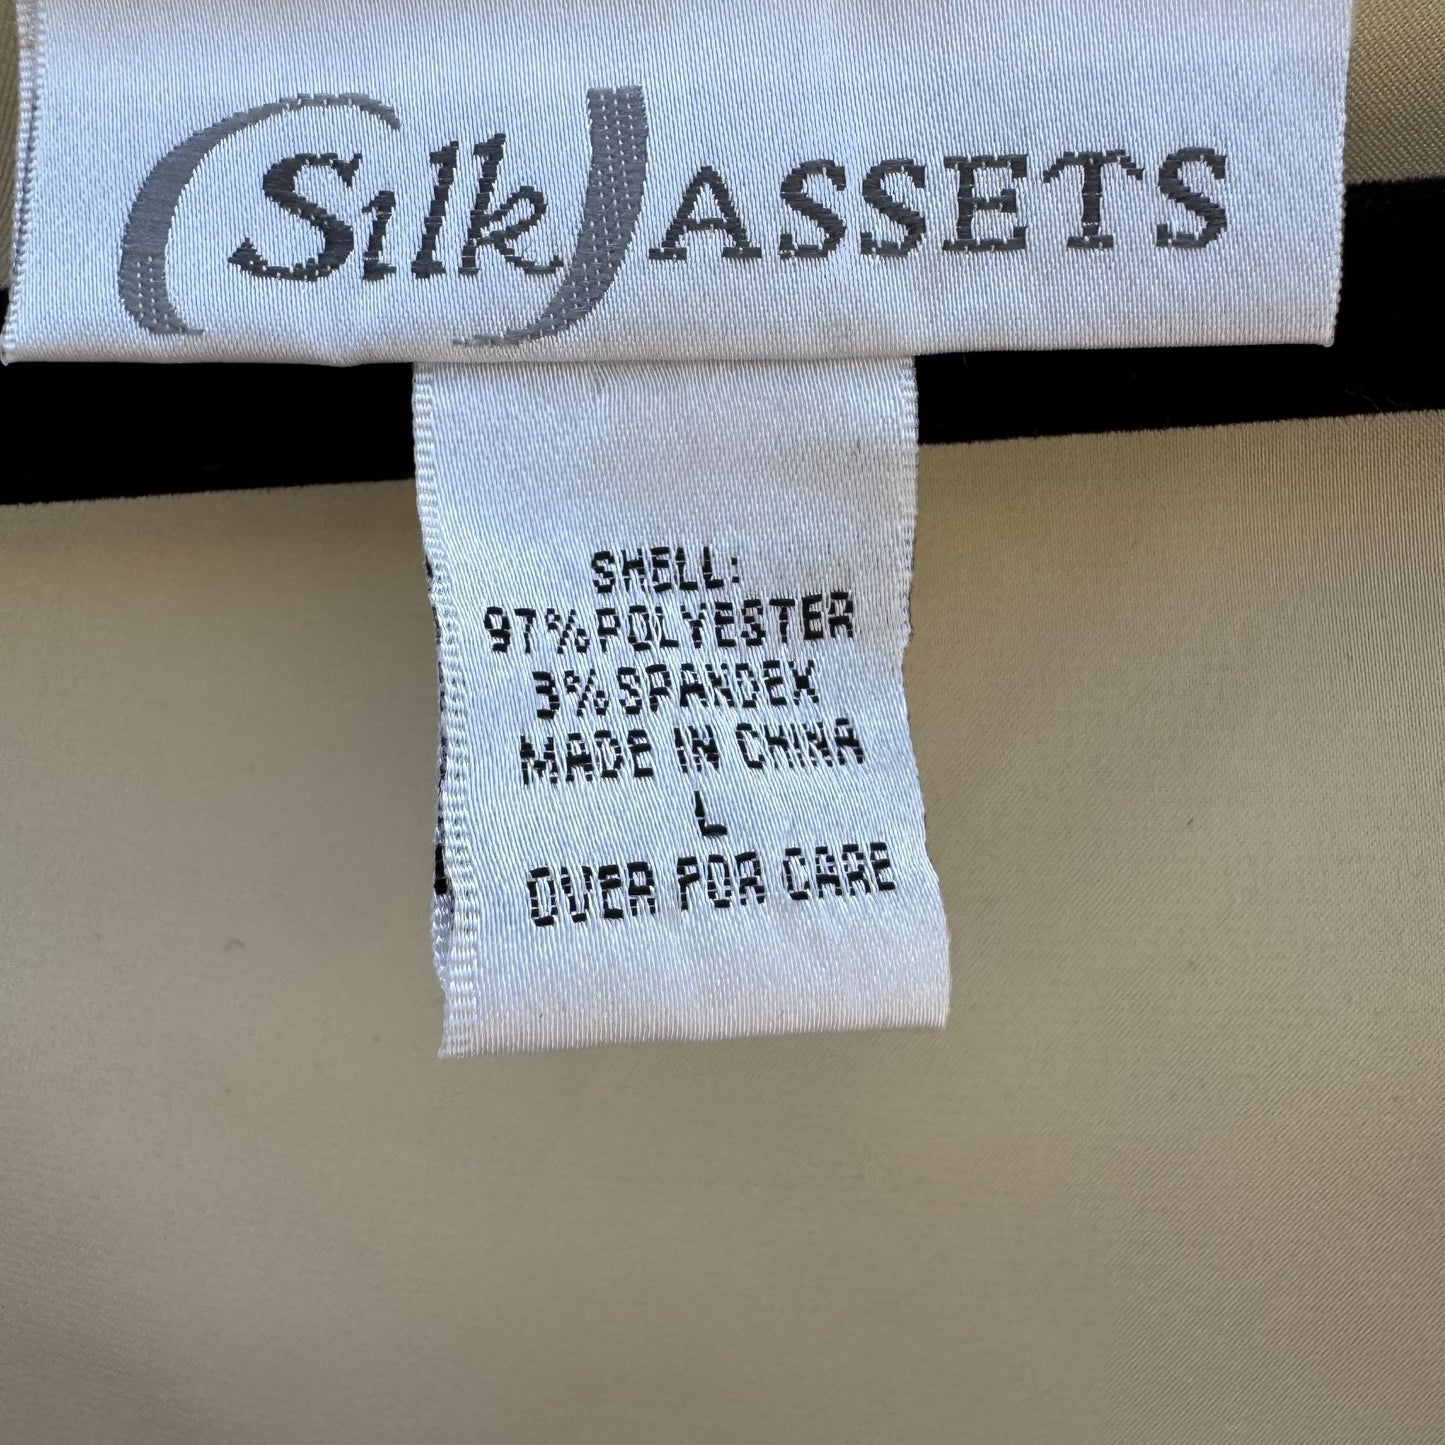 Silk ASSETS
SHELL:
97% POLYESTER
3% SPANDEX
MADE IN CHINA
L
OVER FOR CARE